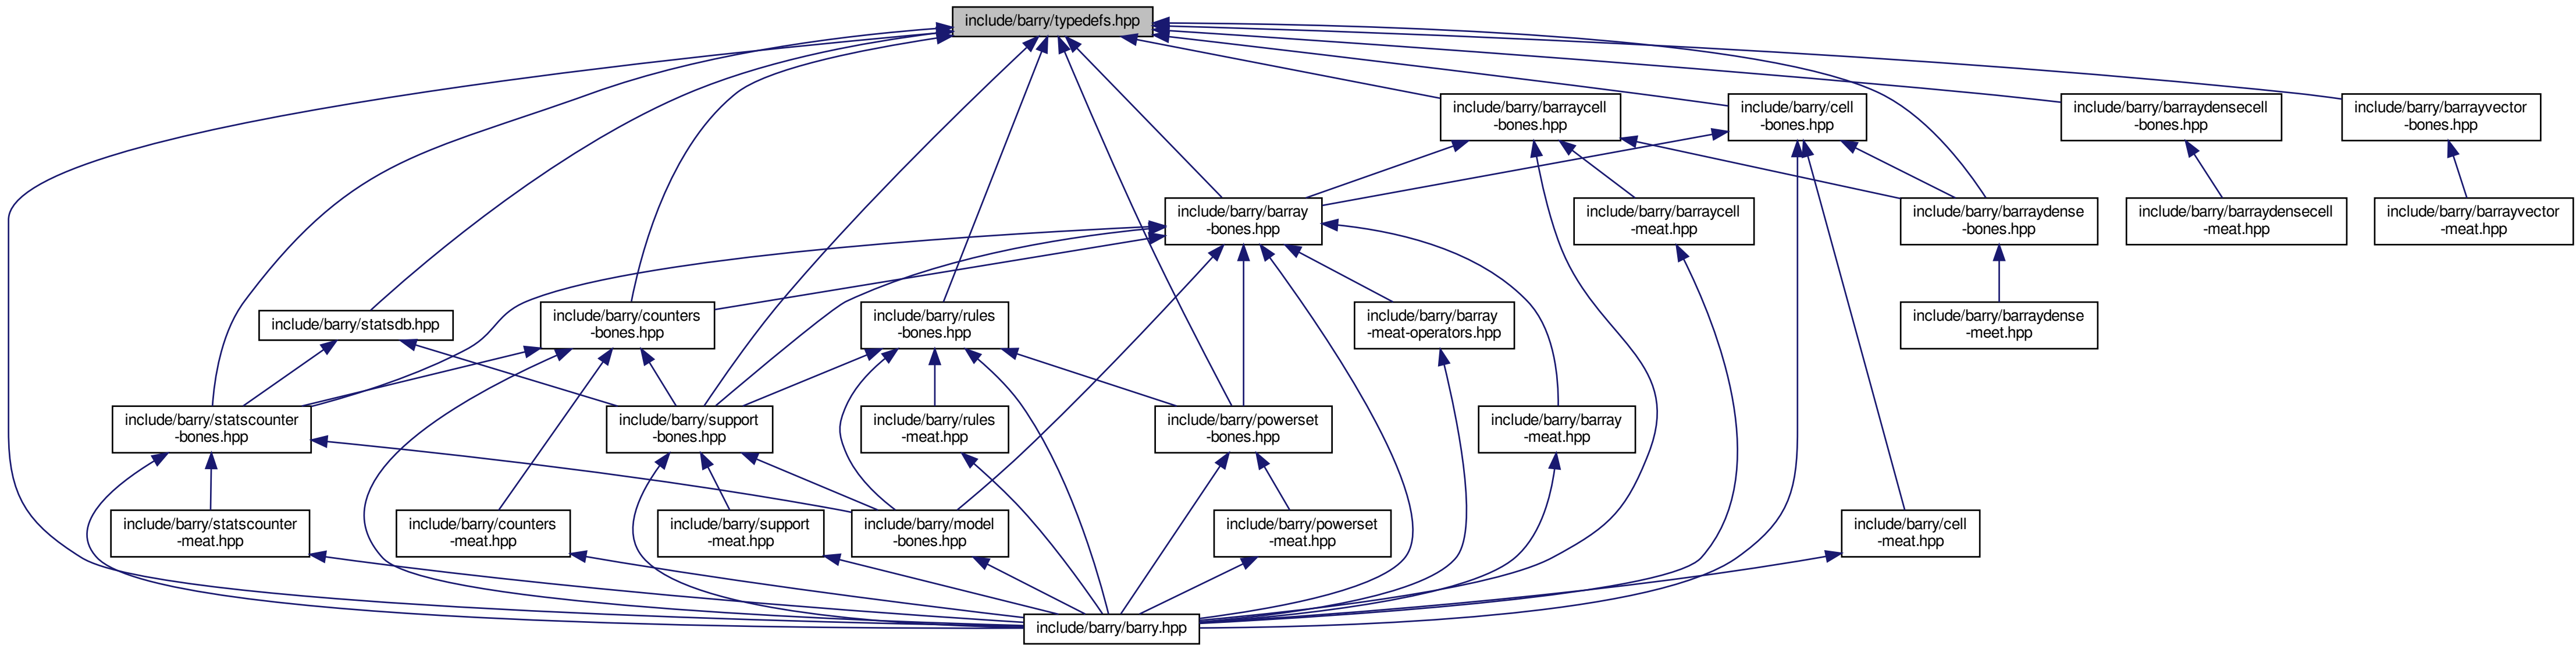 include/barry/typedefs.hpp
include/barry/barraycell
-bones.hpp
include/barry/cell
-bones.hpp
include/barry/barraydensecell
-bones.hpp
include/barry/barrayvector
-bones.hpp
include/barry/barray
-bones.hpp
include/barry/barraycell
-meat.hpp
include/barry/barraydense
-bones.hpp
include/barry/barraydensecell
-meat.hpp
include/barry/barrayvector
-meat.hpp
include/barry/statsdb.hpp
include/barry/counters
-bones.hpp
include/barry/rules
-bones.hpp
include/barry/barray
-meat-operators.hpp
include/barry/barraydense
-meet.hpp
include/barry/statscounter
-bones.hpp
include/barry/support
-bones.hpp
include/barry/rules
-meat.hpp
include/barry/powerset
-bones.hpp
include/barry/barray
-meat.hpp
include/barry/statscounter
-meat.hpp
include/barry/counters
-meat.hpp
include/barry/support
-meat.hpp
include/barry/model
-bones.hpp
include/barry/powerset
-meat.hpp
include/barry/cell
-meat.hpp
include/barry/barry.hpp